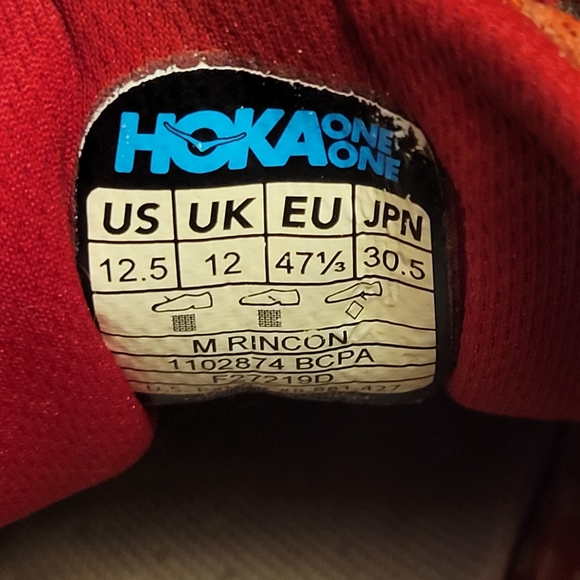 HOKA ONE ONE
US UK EU JPN
12.5 12 47⅓ 30.5
M RINCON
1102874 BCPA
F27219D